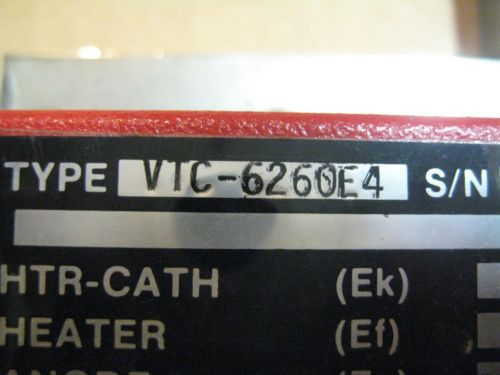 TYPE VTC-6260E4 S/N
HTR-CATH (Ek)
HEATER (Ef)